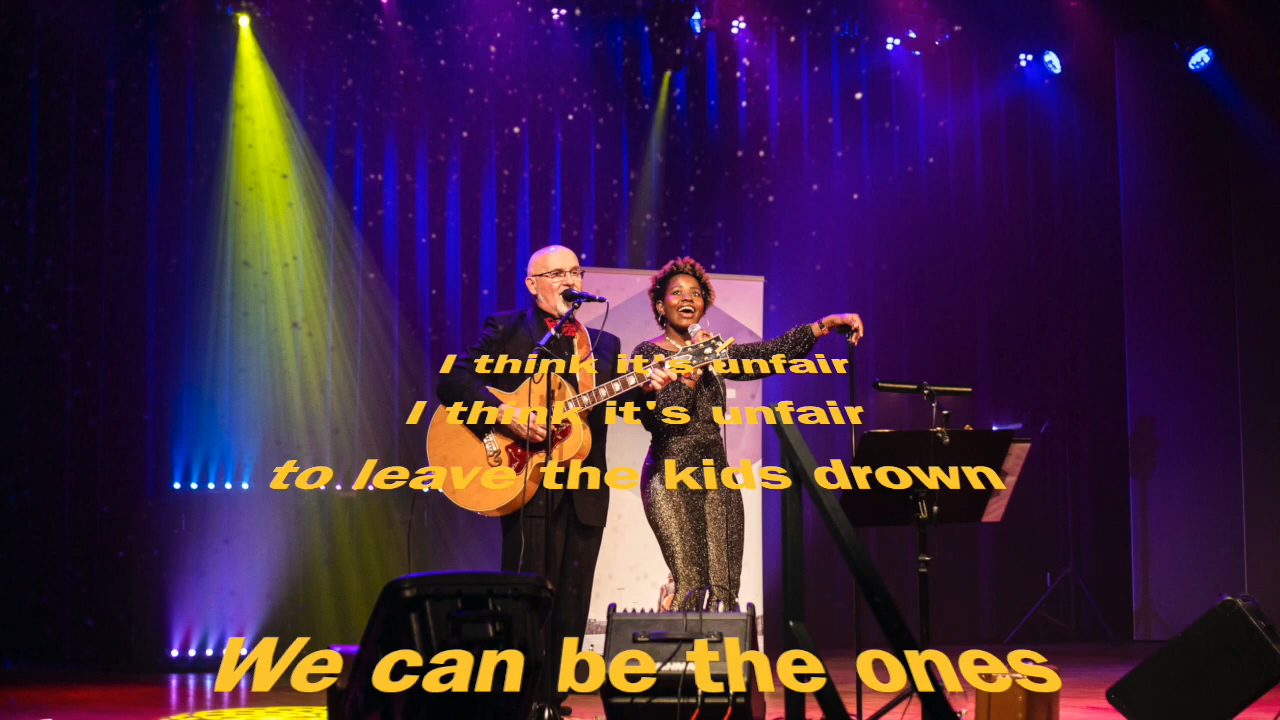 I think it's unfair
I think it's unfair
to leave the kids drown
We can be the ones